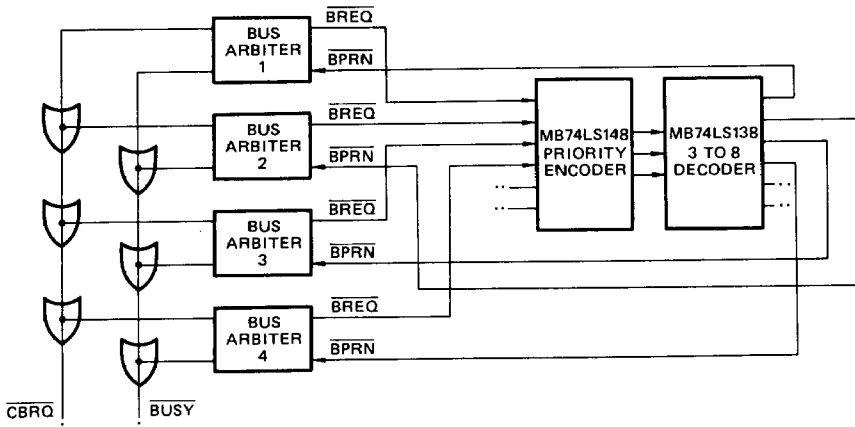 BUS
ARBITER
1
BREQ
BPRN
BUS
ARBITER
2
BREQ
BPRN
BUS
ARBITER
3
BREQ
BPRN
BUS
ARBITER
4
BREQ
BPRN
MB74LS148
PRIORITY
ENCODER
MB74LS138
3 TO 8
DECODER
CBRQ
BUSY